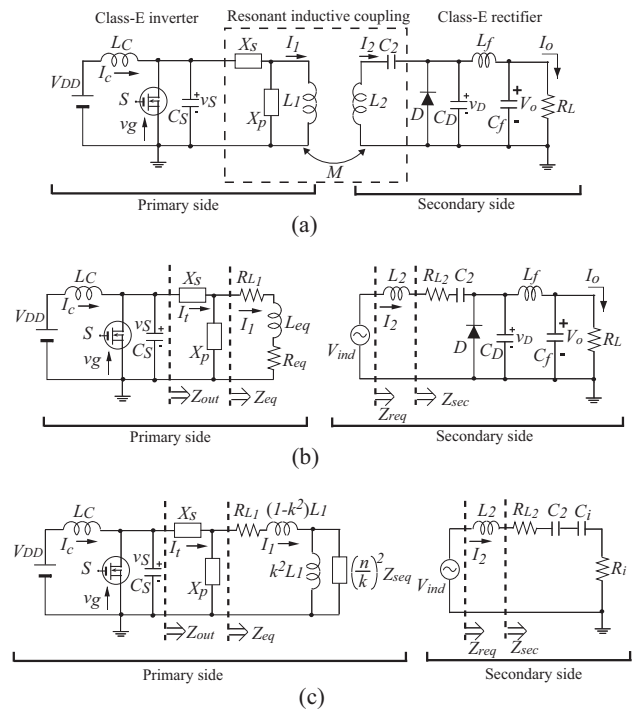 Class-E inverter
Resonant inductive coupling
Class-E rectifier
LC
Ic
VDD
S
vg
CS
vS
+
-
Xs
Xp
I1
L1
M
I2
C2
L2
D
CD
vD
+
-
Lf
Cf
Vo
+
-
Io
RL
Primary side
Secondary side
(a)
LC
Ic
VDD
S
vg
vS
+
CS
-
Xs
It
Xp
RL1
I1
Leq
Req
Zout
Zeq
L2
RL2
C2
I2
Vind
D
CD
vD
+
-
Lf
Cf
Vo
+
-
Io
RL
Zreq
Zsec
Primary side
Secondary side
(b)
LC
Ic
VDD
S
vg
vS
+
CS
-
Xs
It
Xp
RL1
(1-k²)L1
I1
k²L1
(n/k)² Zseq
Zout
Zeq
L2
RL2
C2
Ci
I2
Vind
Ri
Zreq
Zsec
Primary side
Secondary side
(c)